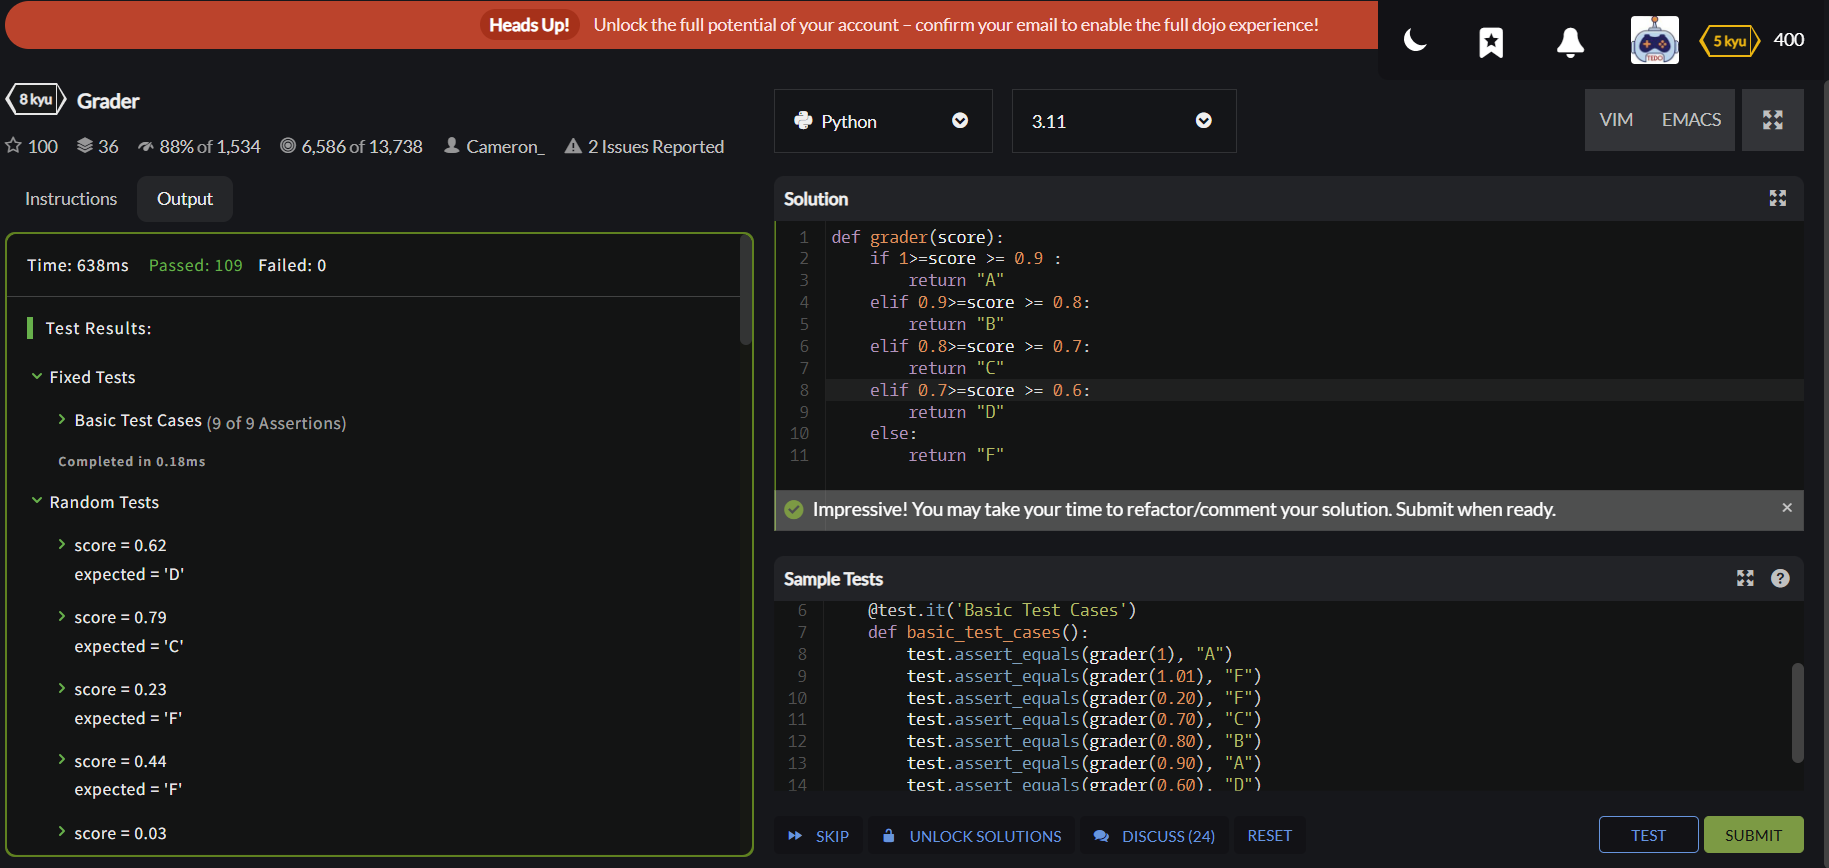 Heads Up! Unlock the full potential of your account – confirm your email to enable the full dojo experience!
5 kyu 400
8 kyu Grader
100 36 88% of 1,534 6,586 of 13,738 Cameron_ 2 Issues Reported
Python 3.11 VIM EMACS
Instructions Output
Time: 638ms Passed: 109 Failed: 0
Test Results:
Fixed Tests
Basic Test Cases (9 of 9 Assertions)
Completed in 0.18ms
Random Tests
score = 0.62
expected = 'D'
score = 0.79
expected = 'C'
score = 0.23
expected = 'F'
score = 0.44
expected = 'F'
score = 0.03
Solution
1 def grader(score):
2     if 1>=score >= 0.9 :
3         return "A"
4     elif 0.9>=score >= 0.8:
5         return "B"
6     elif 0.8>=score >= 0.7:
7         return "C"
8     elif 0.7>=score >= 0.6:
9         return "D"
10     else:
11         return "F"
Impressive! You may take your time to refactor/comment your solution. Submit when ready.
Sample Tests
6     @test.it('Basic Test Cases')
7     def basic_test_cases():
8         test.assert_equals(grader(1), "A")
9         test.assert_equals(grader(1.01), "F")
10         test.assert_equals(grader(0.20), "F")
11         test.assert_equals(grader(0.70), "C")
12         test.assert_equals(grader(0.80), "B")
13         test.assert_equals(grader(0.90), "A")
14         test.assert_equals(grader(0.60), "D")
SKIP UNLOCK SOLUTIONS DISCUSS (24) RESET TEST SUBMIT